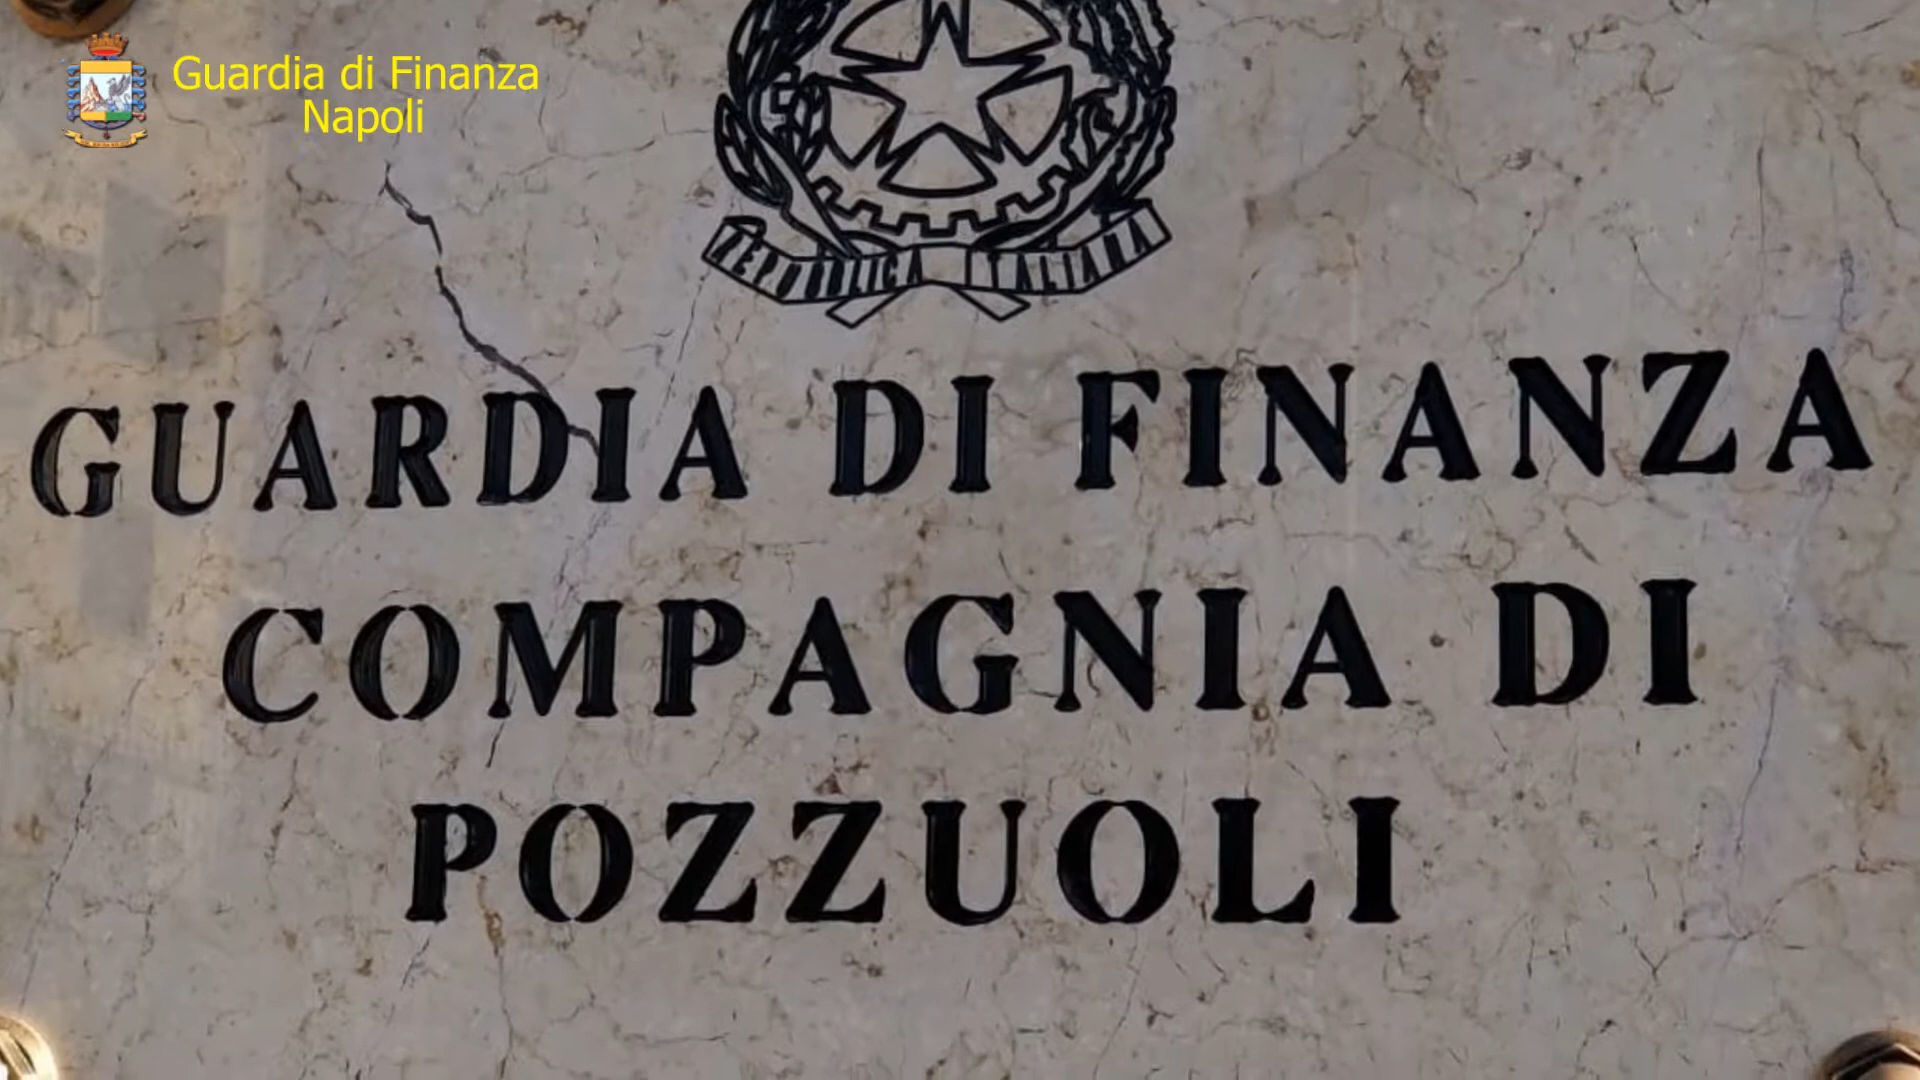 Guardia di Finanza
Napoli
REPUBBLICA ITALIANA
GUARDIA DI FINANZA
COMPAGNIA DI
POZZUOLI